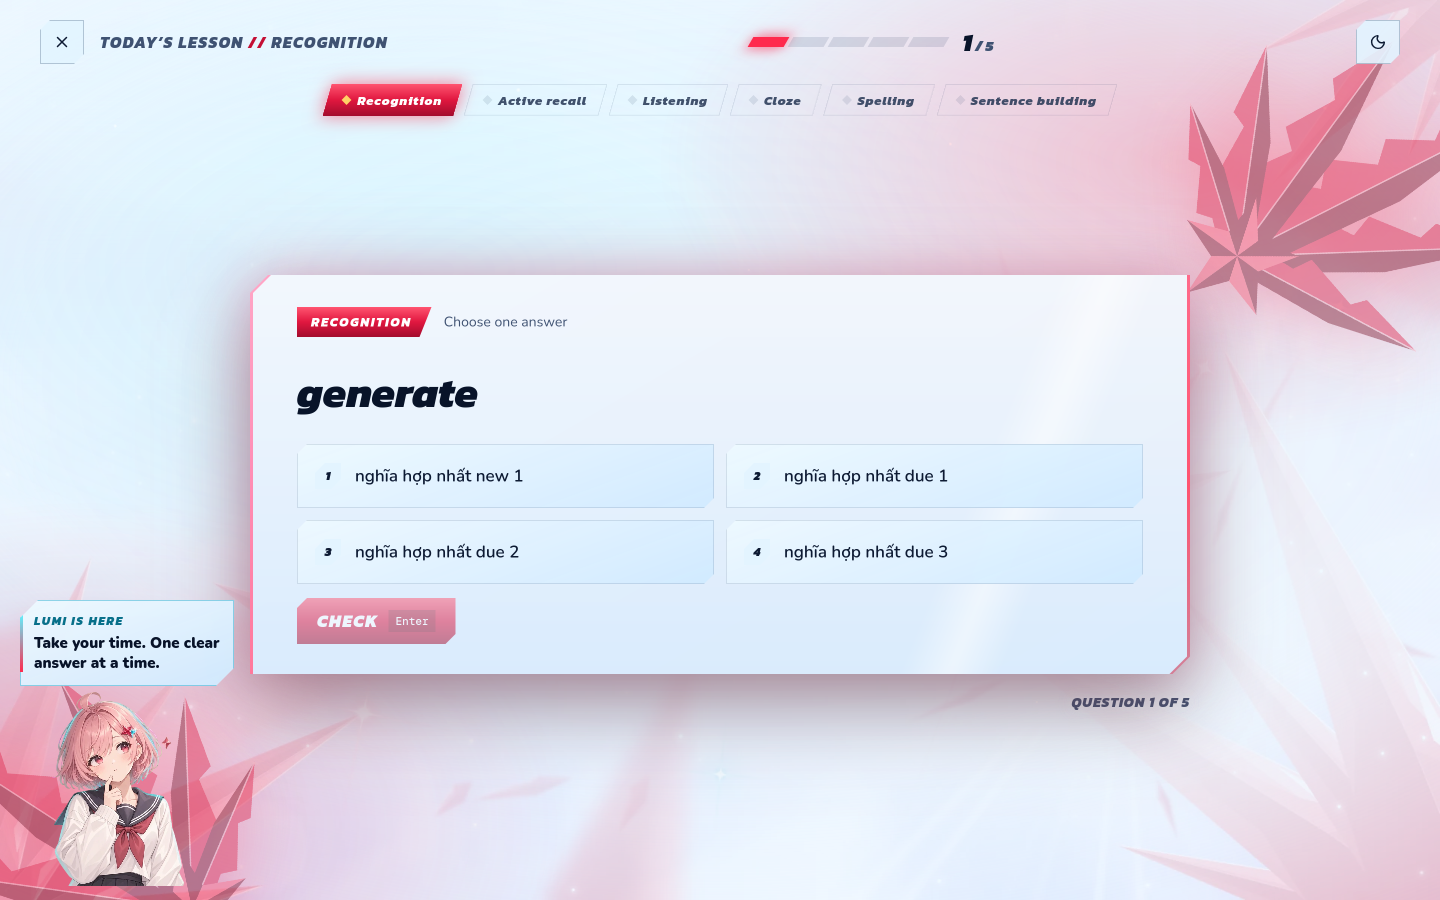 TODAY'S LESSON // RECOGNITION
1 / 5
Recognition
Active recall
Listening
Cloze
Spelling
Sentence building
RECOGNITION
Choose one answer
generate
1 nghĩa hợp nhất new 1
2 nghĩa hợp nhất due 1
3 nghĩa hợp nhất due 2
4 nghĩa hợp nhất due 3
CHECK Enter
LUMI IS HERE
Take your time. One clear
answer at a time.
QUESTION 1 OF 5